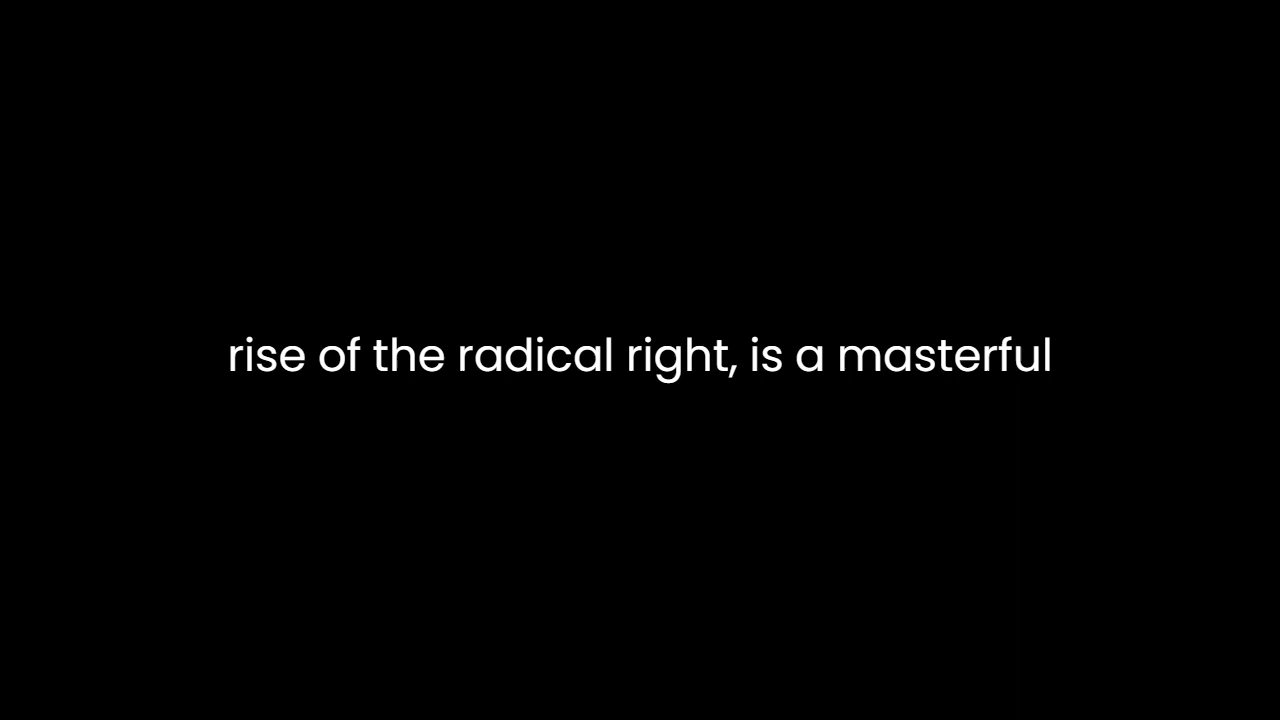 rise of the radical right, is a masterful